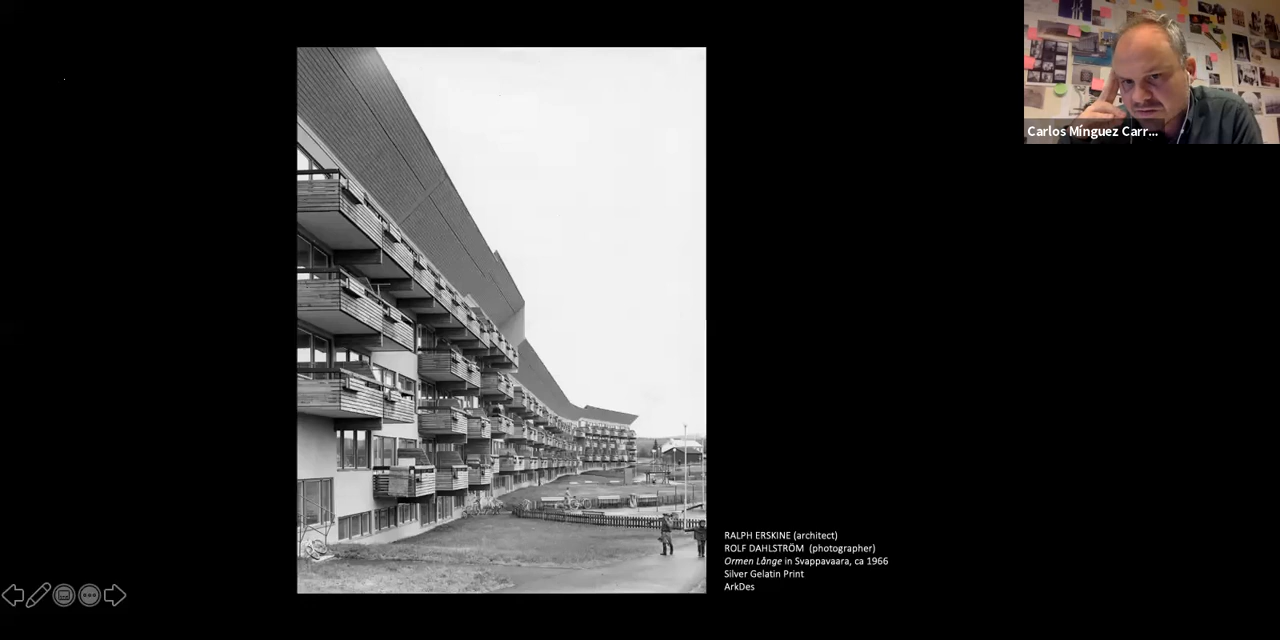 Carlos Mínguez Carr...
RALPH ERSKINE (architect)
ROLF DAHLSTRÖM (photographer)
Ormen Långe in Svappavaara, ca 1966
Silver Gelatin Print
ArkDes